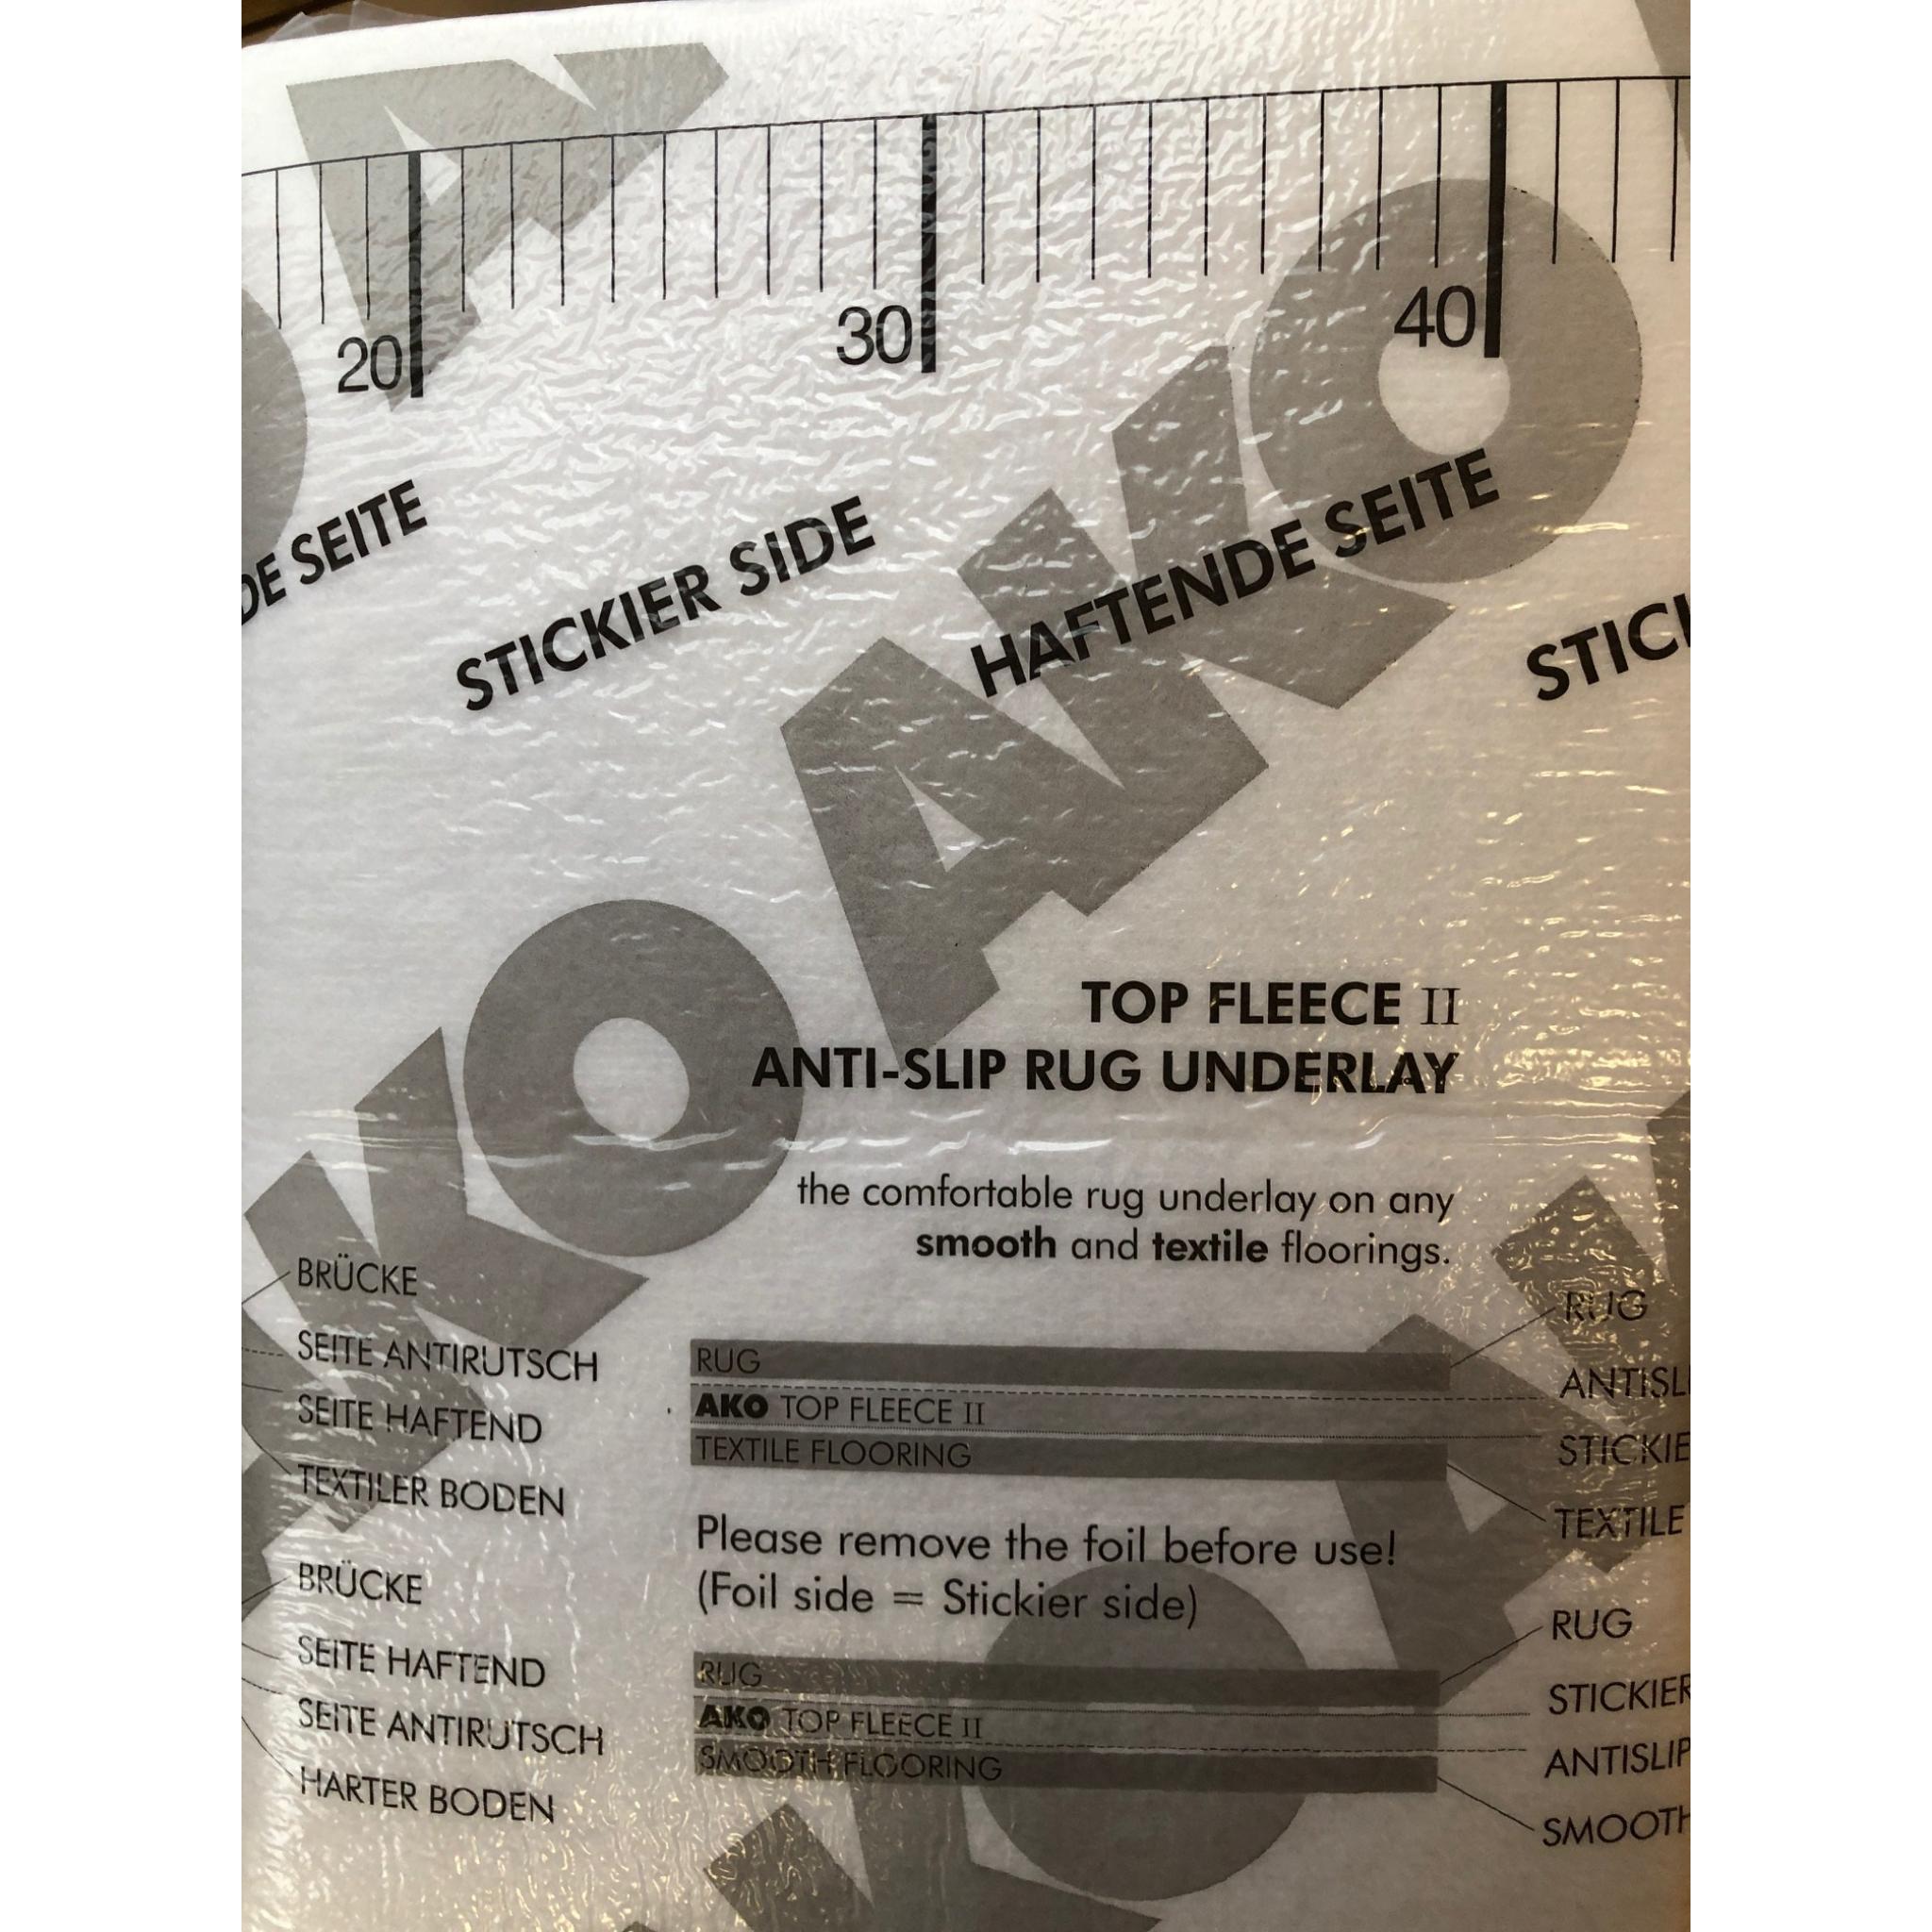 20
30
40
DE SEITE
STICKIER SIDE
HAFTENDE SEITE
AKO
AKO
TOP FLEECE II
ANTI-SLIP RUG UNDERLAY
the comfortable rug underlay on any
smooth and textile floorings.
BRÜCKE
SEITE ANTIRUTSCH
SEITE HAFTEND
TEXTILER BODEN
BRÜCKE
SEITE HAFTEND
SEITE ANTIRUTSCH
HARTER BODEN
RUG
AKO TOP FLEECE II
TEXTILE FLOORING
Please remove the foil before use!
(Foil side = Stickier side)
RUG
AKO TOP FLEECE II
SMOOTH FLOORING
RUG
TEXTILE
RUG
STICKIER
ANTISLIP
SMOOTH